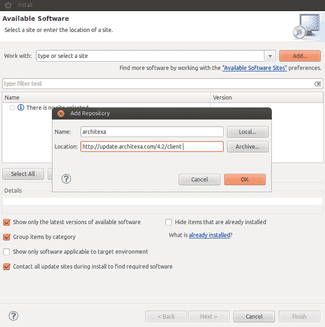 Install
Available Software
Select a site or enter the location of a site.
Work with: type or select a site Add...
Find more software by working with the "Available Software Sites" preferences.
type filter text
Name Version
There is no site selected.
Add Repository
Name: architexa Local...
Location: http://update.architexa.com/4.2/client Archive...
Cancel OK
Select All
Details
Show only the latest versions of available software Hide items that are already installed
Group items by category What is already installed?
Show only software applicable to target environment
Contact all update sites during install to find required software
< Back Next > Cancel Finish